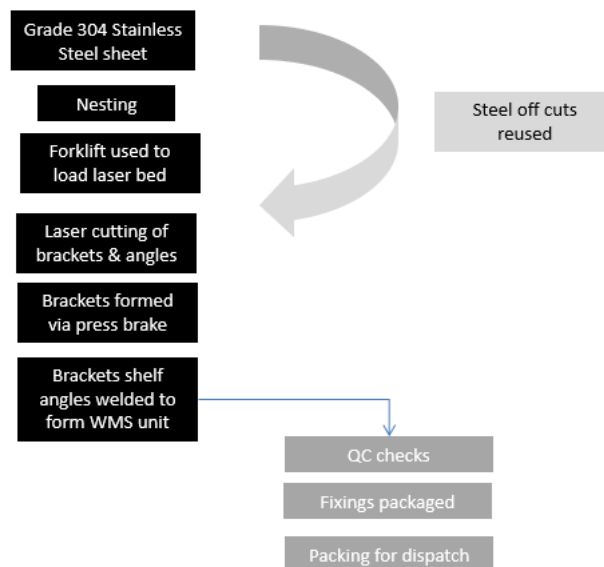 Grade 304 Stainless
Steel sheet
Nesting
Steel off cuts
reused
Forklift used to
load laser bed
Laser cutting of
brackets & angles
Brackets formed
via press brake
Brackets shelf
angles welded to
form WMS unit
QC checks
Fixings packaged
Packing for dispatch